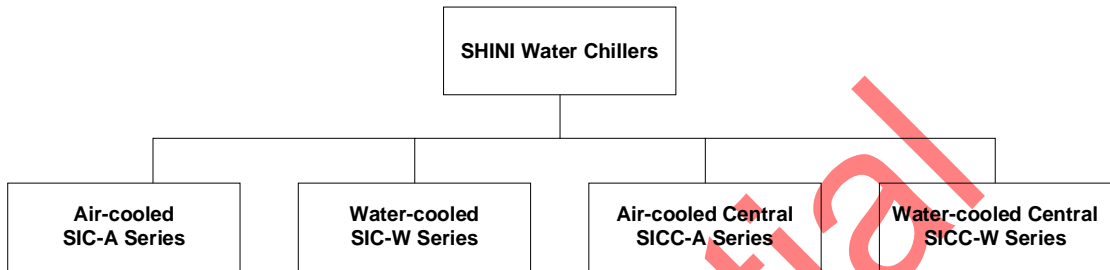 SHINI Water Chillers
Air-cooled
SIC-A Series
Water-cooled
SIC-W Series
Air-cooled Central
SICC-A Series
Water-cooled Central
SICC-W Series
tial